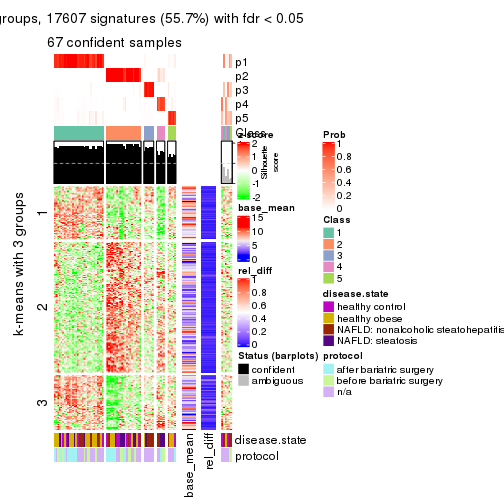 groups, 17607 signatures (55.7%) with fdr < 0.05
67 confident samples
p1
p2
p3
p4
p5
Class
Silhouette
score
k-means with 3 groups
1
2
3
disease.state
protocol
base_mean
rel_diff
z-score
2
1
0
-1
-2
base_mean
15
10
5
0
rel_diff
1
0.8
0.6
0.4
0.2
0
Status (barplots)
confident
ambiguous
Prob
1
0.8
0.6
0.4
0.2
0
Class
1
2
3
4
5
disease.state
healthy control
healthy obese
NAFLD: nonalcholic steatohepatitis
NAFLD: steatosis
protocol
after bariatric surgery
before bariatric surgery
n/a